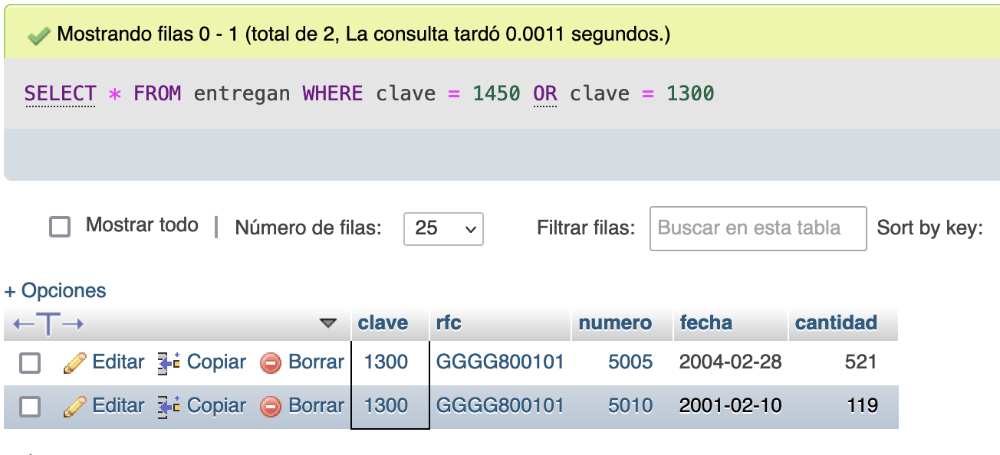 Mostrando filas 0 - 1 (total de 2, La consulta tardó 0.0011 segundos.)
SELECT * FROM entregan WHERE clave = 1450 OR clave = 1300
Mostrar todo | Número de filas: 25 Filtrar filas: Buscar en esta tabla Sort by key:
+ Opciones
←T→ clave rfc numero fecha cantidad
Editar Copiar Borrar 1300 GGGG800101 5005 2004-02-28 521
Editar Copiar Borrar 1300 GGGG800101 5010 2001-02-10 119